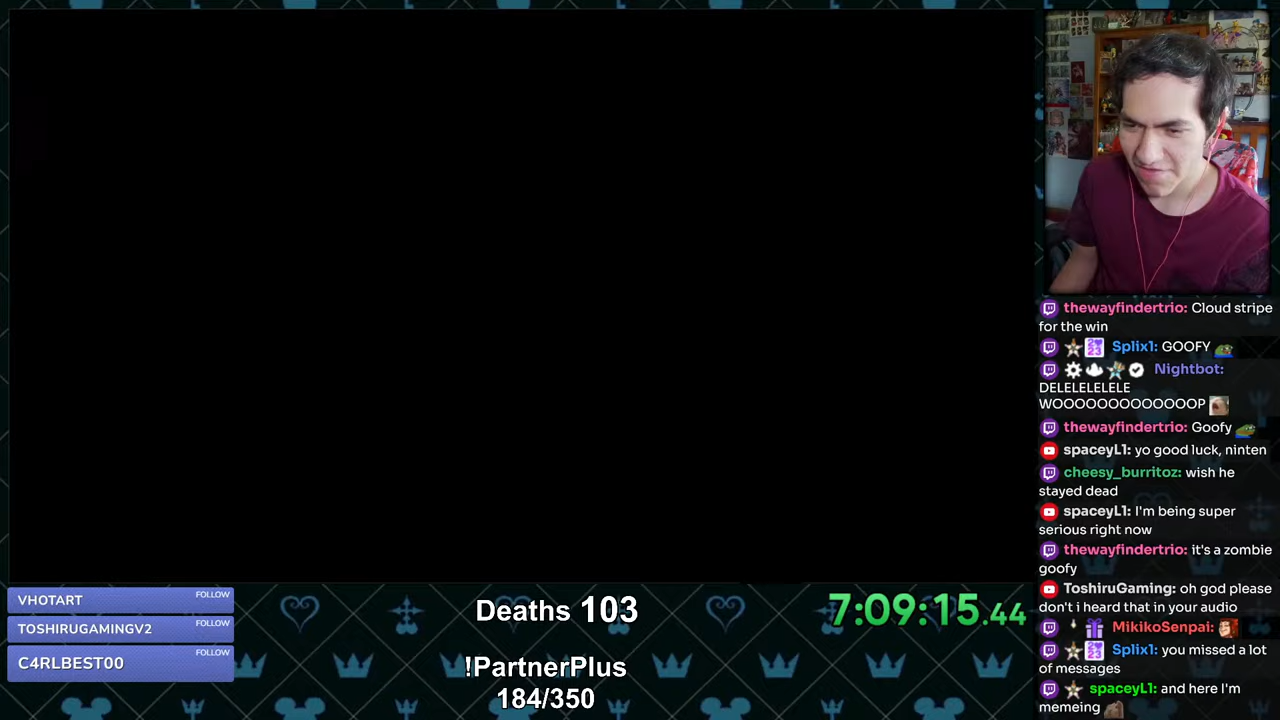 thewayfindertrio: Cloud stripe
for the win
Splix1: GOOFY
Nightbot:
DELELELELELE
WOOOOOOOOOOOOOP
thewayfindertrio: Goofy
spaceyL1: yo good luck, ninten
cheesy_burritoz: wish he
stayed dead
spaceyL1: I'm being super
serious right now
thewayfindertrio: it's a zombie
goofy
ToshiruGaming: oh god please
don't i heard that in your audio
MikikoSenpai:
Splix1: you missed a lot
of messages
spaceyL1: and here I'm
memeing
VHOTART FOLLOW
TOSHIRUGAMINGV2 FOLLOW
C4RLBEST00 FOLLOW
Deaths 103
!PartnerPlus
184/350
7:09:15.44